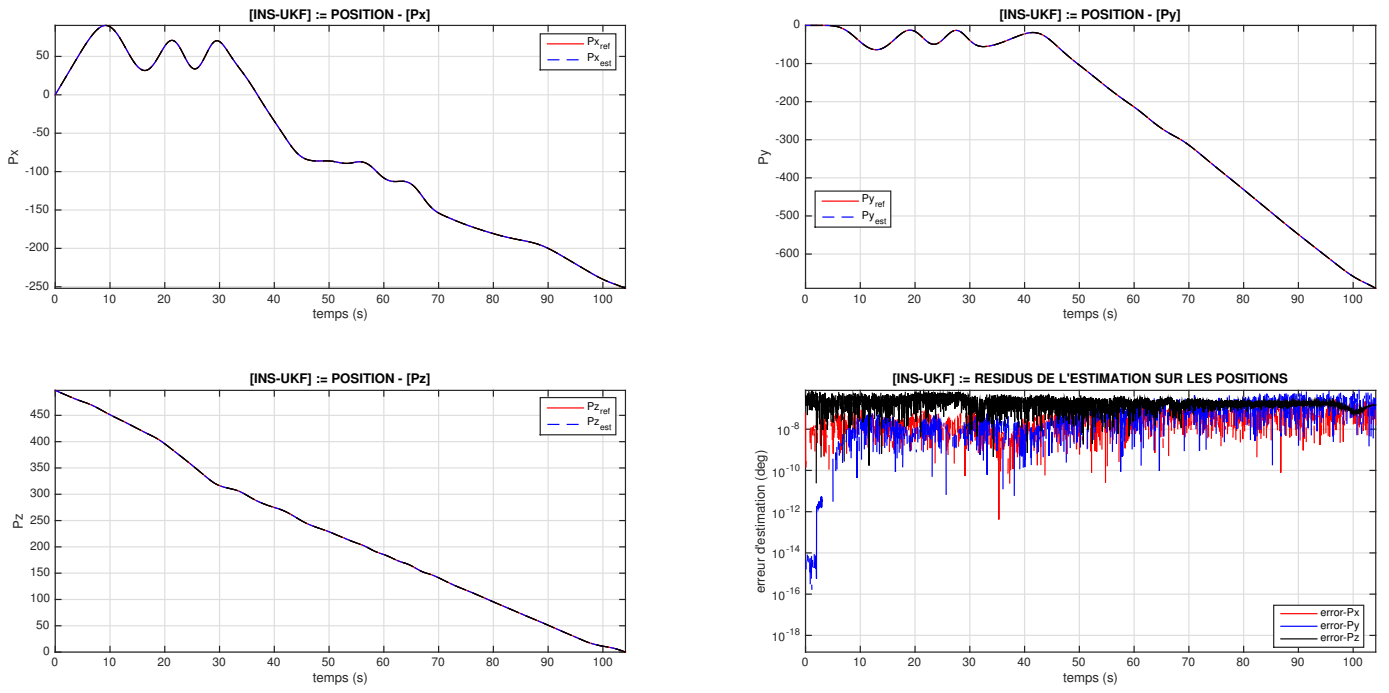 [INS-UKF] := POSITION - [Px]
Px
50
0
-50
-100
-150
-200
-250
0 10 20 30 40 50 60 70 80 90 100
temps (s)
Px_ref
Px_est
[INS-UKF] := POSITION - [Py]
Py
0
-100
-200
-300
-400
-500
-600
0 10 20 30 40 50 60 70 80 90 100
temps (s)
Py_ref
Py_est
[INS-UKF] := POSITION - [Pz]
Pz
450
400
350
300
250
200
150
100
50
0
0 10 20 30 40 50 60 70 80 90 100
temps (s)
Pz_ref
Pz_est
[INS-UKF] := RESIDUS DE L'ESTIMATION SUR LES POSITIONS
erreur d'estimation (deg)
10^-8
10^-10
10^-12
10^-14
10^-16
10^-18
0 10 20 30 40 50 60 70 80 90 100
temps (s)
error-Px
error-Py
error-Pz